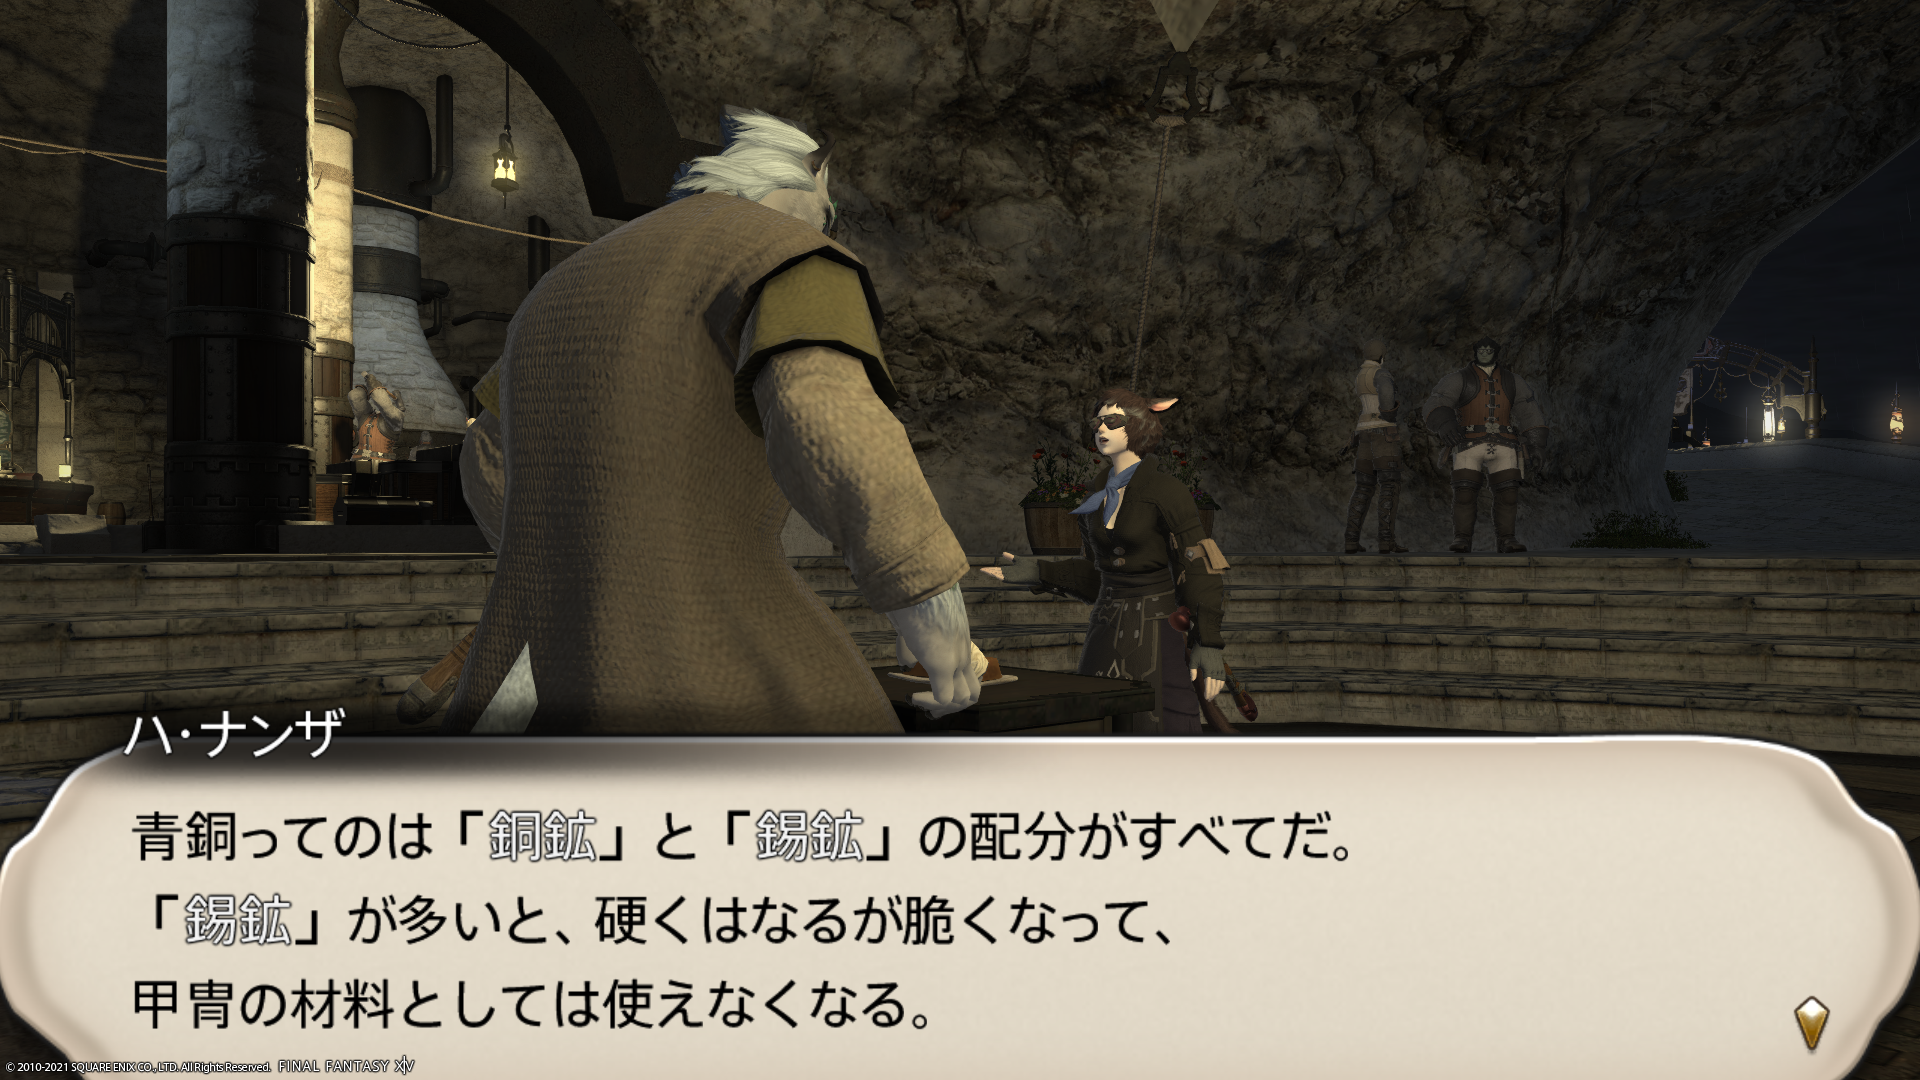 ハ・ナンザ
青銅ってのは「銅鉱」と「錫鉱」の配分がすべてだ。
「錫鉱」が多いと、硬くはなるが脆くなって、
甲冑の材料としては使えなくなる。
© 2010-2021 SQUARE ENIX CO., LTD. All Rights Reserved. FINAL FANTASY XIV